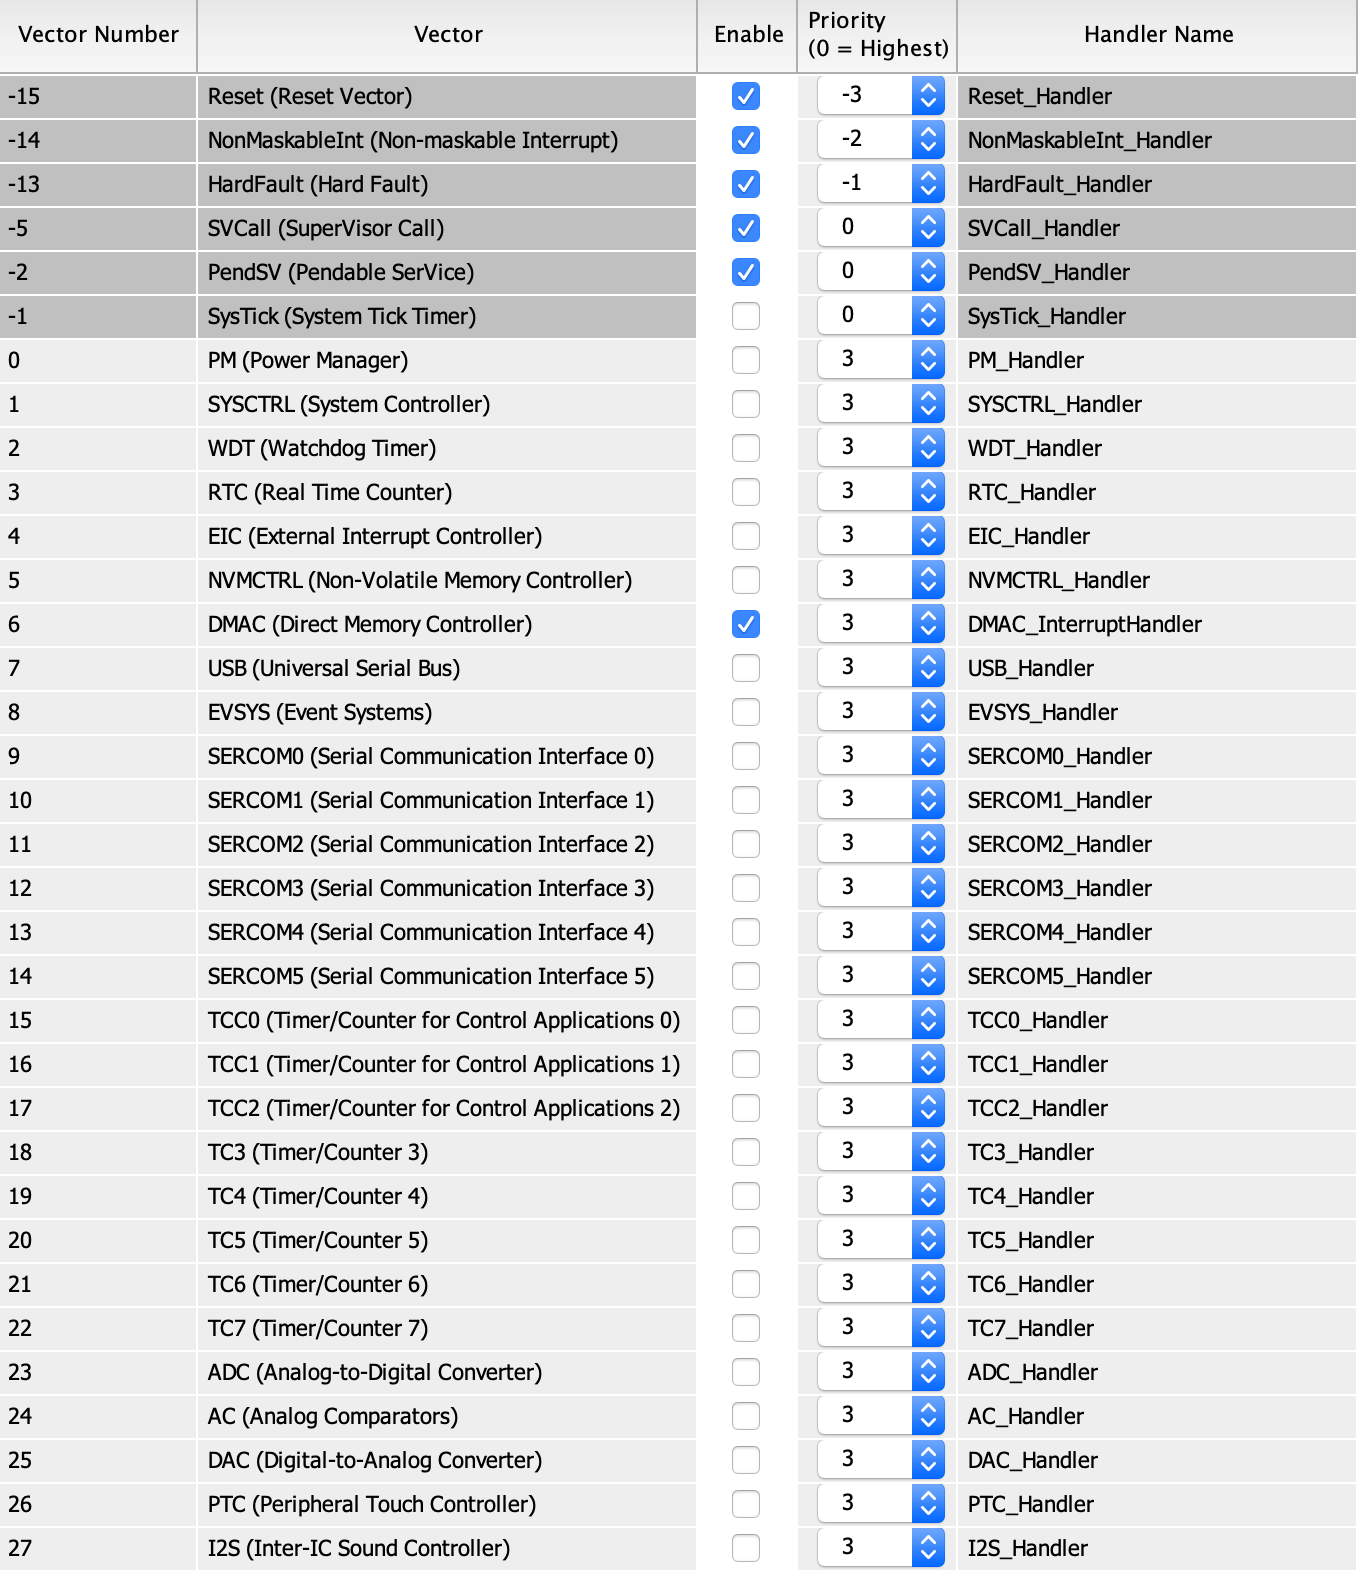 Vector Number Vector Enable Priority (0 = Highest) Handler Name
-15 Reset (Reset Vector) -3 Reset_Handler
-14 NonMaskableInt (Non-maskable Interrupt) -2 NonMaskableInt_Handler
-13 HardFault (Hard Fault) -1 HardFault_Handler
-5 SVCall (SuperVisor Call) 0 SVCall_Handler
-2 PendSV (Pendable SerVice) 0 PendSV_Handler
-1 SysTick (System Tick Timer) 0 SysTick_Handler
0 PM (Power Manager) 3 PM_Handler
1 SYSCTRL (System Controller) 3 SYSCTRL_Handler
2 WDT (Watchdog Timer) 3 WDT_Handler
3 RTC (Real Time Counter) 3 RTC_Handler
4 EIC (External Interrupt Controller) 3 EIC_Handler
5 NVMCTRL (Non-Volatile Memory Controller) 3 NVMCTRL_Handler
6 DMAC (Direct Memory Controller) 3 DMAC_InterruptHandler
7 USB (Universal Serial Bus) 3 USB_Handler
8 EVSYS (Event Systems) 3 EVSYS_Handler
9 SERCOM0 (Serial Communication Interface 0) 3 SERCOM0_Handler
10 SERCOM1 (Serial Communication Interface 1) 3 SERCOM1_Handler
11 SERCOM2 (Serial Communication Interface 2) 3 SERCOM2_Handler
12 SERCOM3 (Serial Communication Interface 3) 3 SERCOM3_Handler
13 SERCOM4 (Serial Communication Interface 4) 3 SERCOM4_Handler
14 SERCOM5 (Serial Communication Interface 5) 3 SERCOM5_Handler
15 TCC0 (Timer/Counter for Control Applications 0) 3 TCC0_Handler
16 TCC1 (Timer/Counter for Control Applications 1) 3 TCC1_Handler
17 TCC2 (Timer/Counter for Control Applications 2) 3 TCC2_Handler
18 TC3 (Timer/Counter 3) 3 TC3_Handler
19 TC4 (Timer/Counter 4) 3 TC4_Handler
20 TC5 (Timer/Counter 5) 3 TC5_Handler
21 TC6 (Timer/Counter 6) 3 TC6_Handler
22 TC7 (Timer/Counter 7) 3 TC7_Handler
23 ADC (Analog-to-Digital Converter) 3 ADC_Handler
24 AC (Analog Comparators) 3 AC_Handler
25 DAC (Digital-to-Analog Converter) 3 DAC_Handler
26 PTC (Peripheral Touch Controller) 3 PTC_Handler
27 I2S (Inter-IC Sound Controller) 3 I2S_Handler